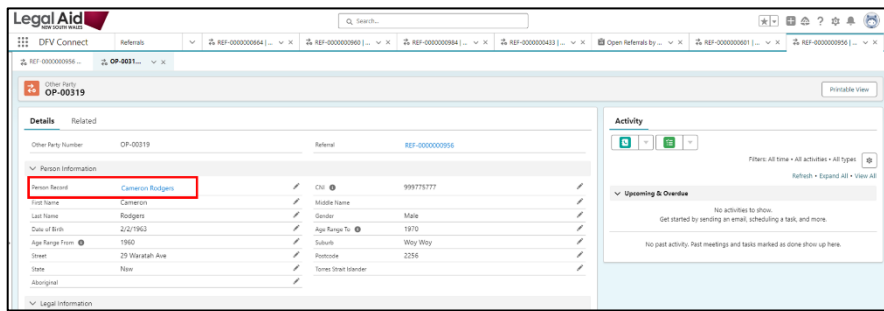 Legal Aid
NEW SOUTH WALES
Search...
DFV Connect
Referrals
REF-0000000664 | ...
REF-0000000960 | ...
REF-0000000984 | ...
REF-0000000433 | ...
Open Referrals by ...
REF-0000000601 | ...
REF-0000000956 | ...
REF-0000000956 ...
OP-0031...
Other Party
OP-00319
Printable View
Details Related
Other Party Number OP-00319 Referral REF-0000000956
Person Information
Person Record Cameron Rodgers CNI 999775777
First Name Cameron Middle Name
Last Name Rodgers Gender Male
Date of Birth 2/2/1963 Age Range To 1970
Age Range From 1960 Suburb Woy Woy
Street 29 Waratah Ave Postcode 2256
State Nsw Torres Strait Islander
Aboriginal
Legal Information
Activity
Filters: All time • All activities • All types
Refresh • Expand All • View All
Upcoming & Overdue
No activities to show.
Get started by sending an email, scheduling a task, and more.
No past activity. Past meetings and tasks marked as done show up here.